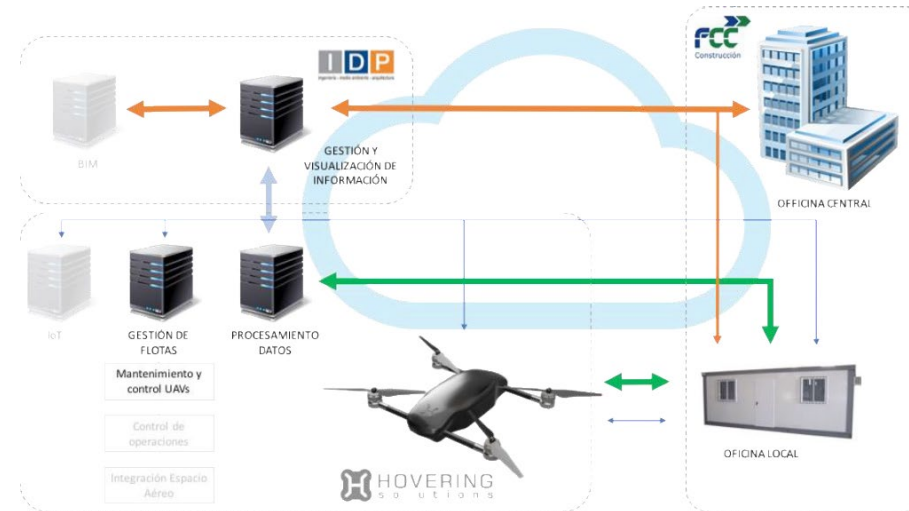 FCC
Construcción
IDP
ingeniería · medio ambiente · arquitectura
BIM
GESTIÓN Y
VISUALIZACIÓN DE
INFORMACIÓN
OFFICINA CENTRAL
IoT
GESTIÓN DE
FLOTAS
PROCESAMIENTO
DATOS
Mantenimiento y
control UAVs
Control de
operaciones
Integración Espacio
Aéreo
HOVERING
solutions
OFICINA LOCAL